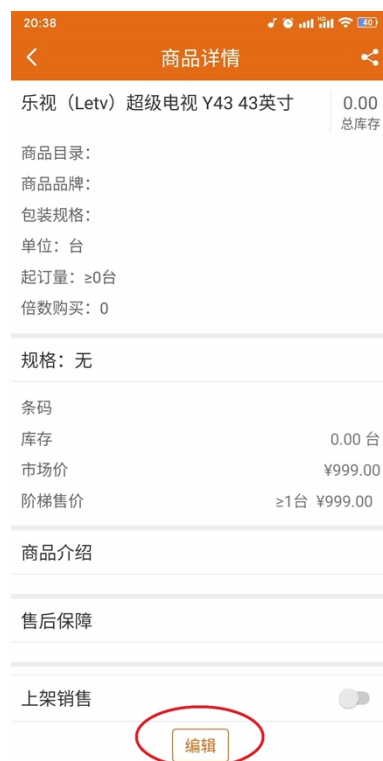 20:38
HD
40
商品详情
乐视（Letv）超级电视 Y43 43英寸
0.00
总库存
商品目录：
商品品牌：
包装规格：
单位：台
起订量：≥0台
倍数购买：0
规格：无
条码
库存 0.00 台
市场价 ¥999.00
阶梯售价 ≥1台 ¥999.00
商品介绍
售后保障
上架销售
编辑